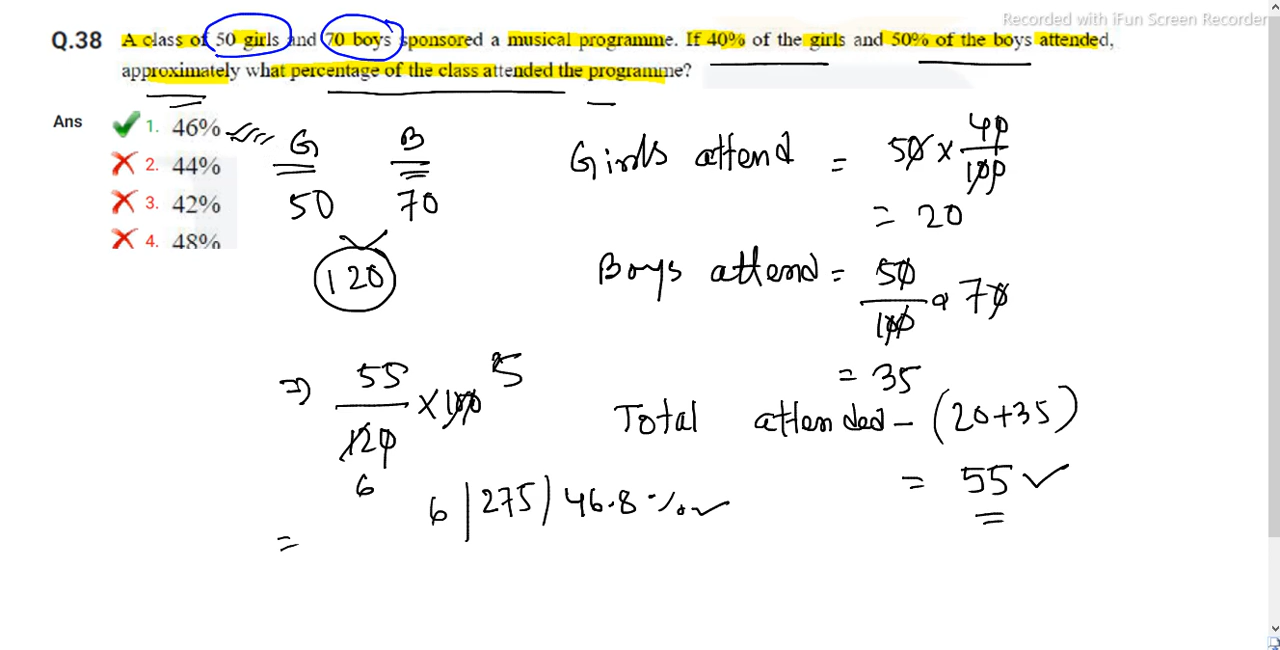 Recorded with iFun Screen Recorder
Q.38 A class of 50 girls and 70 boys sponsored a musical programme. If 40% of the girls and 50% of the boys attended,
approximately what percentage of the class attended the programme?
Ans 1. 46%
2. 44%
3. 42%
4. 48%
G B
50 70
120
Girls attend = 50 × 40/100
= 20
Boys attend = 50/100 × 70
= 35
Total attended - (20+35)
= 55
⇒ 55/120 × 100 5
6
6 | 275 ) 46.8 %
=